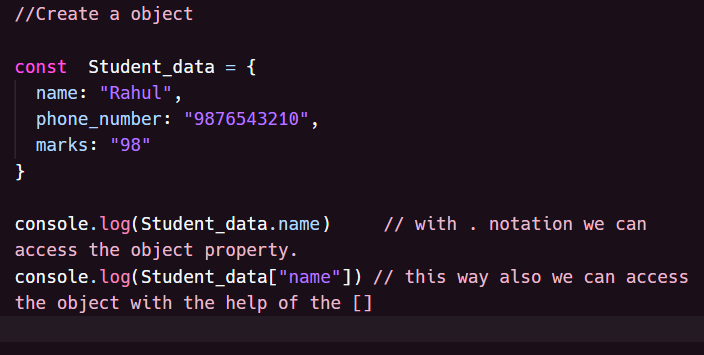 //Create a object
const  Student_data = {
  name: "Rahul",
  phone_number: "9876543210",
  marks: "98"
}
console.log(Student_data.name)     // with . notation we can
access the object property.
console.log(Student_data["name"]) // this way also we can access
the object with the help of the []